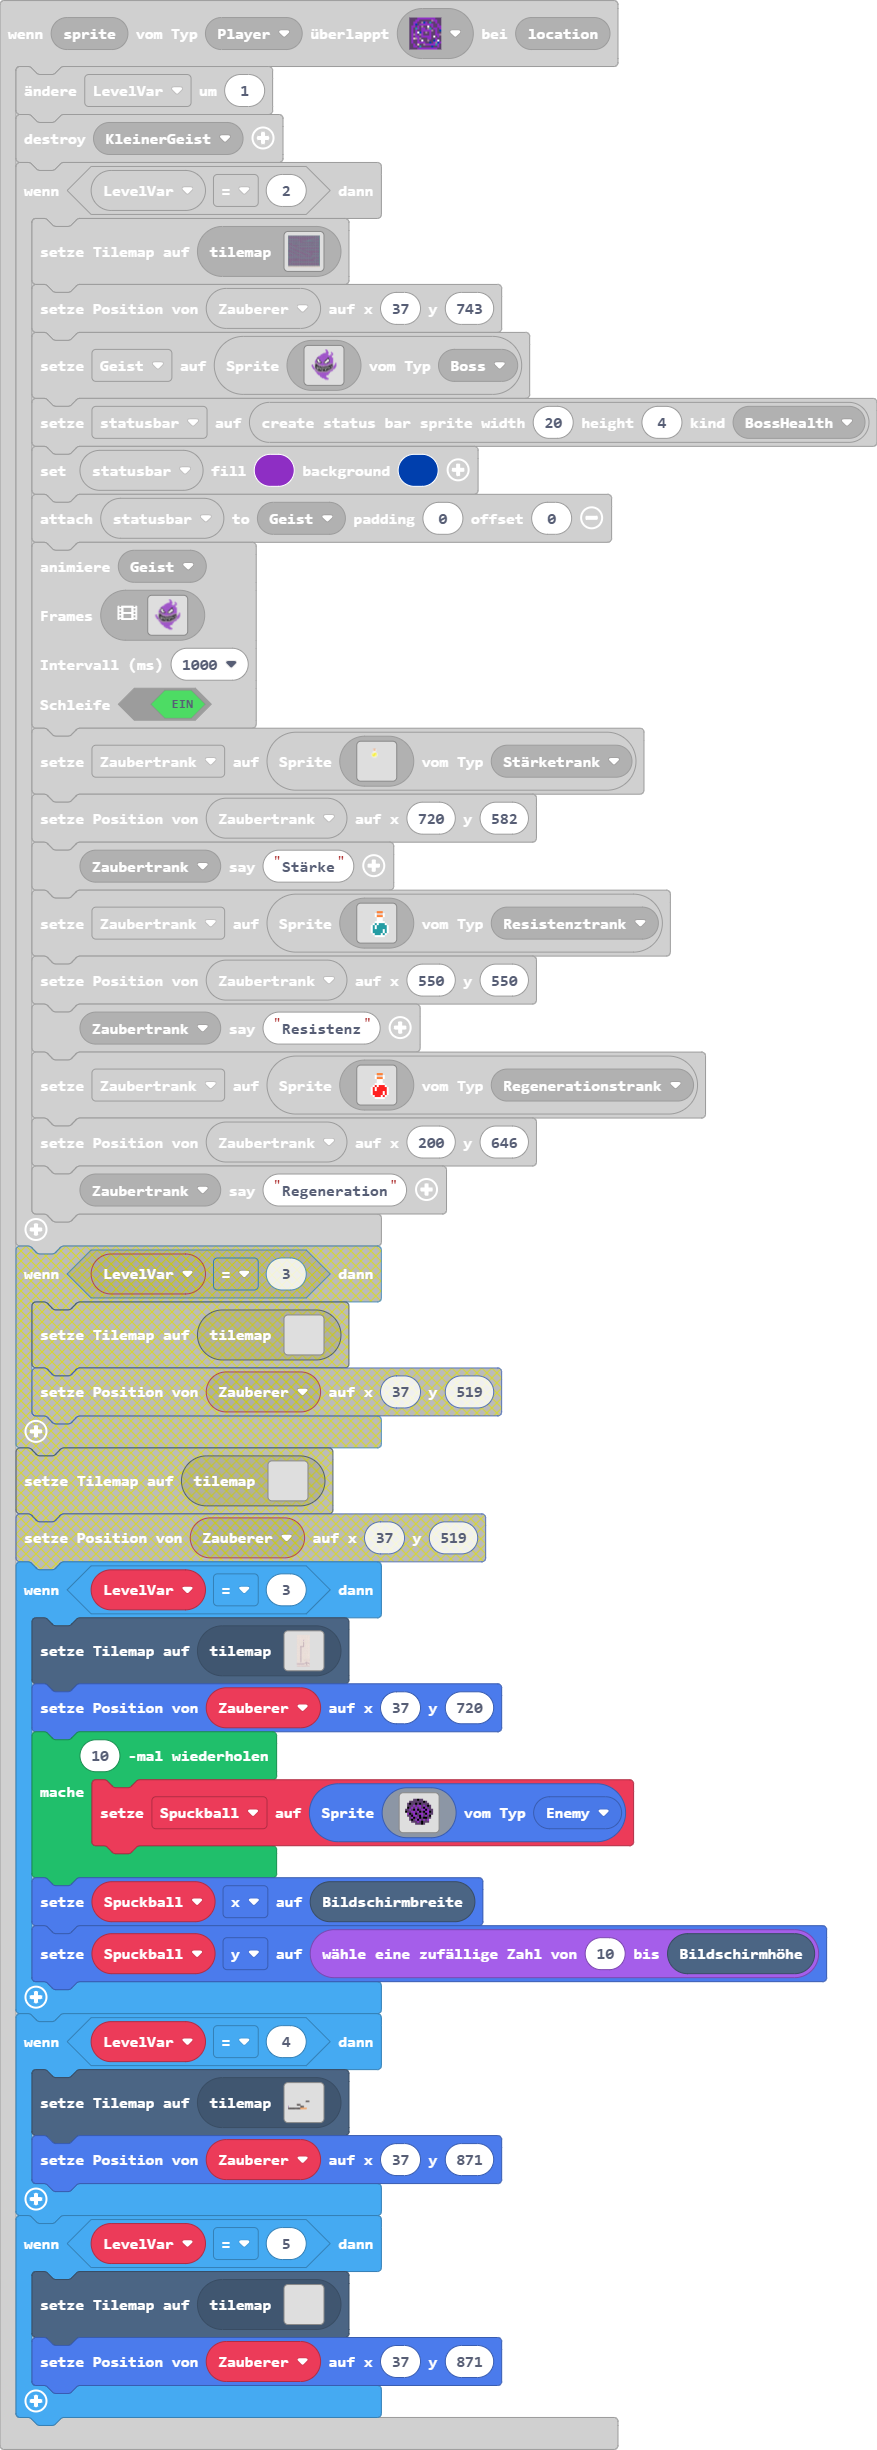 wenn sprite vom Typ Player überlappt bei location
ändere LevelVar um 1
destroy KleinerGeist
wenn LevelVar = 2 dann
setze Tilemap auf tilemap
setze Position von Zauberer auf x 37 y 743
setze Geist auf Sprite vom Typ Boss
setze statusbar auf create status bar sprite width 20 height 4 kind BossHealth
set statusbar fill background
attach statusbar to Geist padding 0 offset 0
animiere Geist
Frames
Intervall (ms) 1000
Schleife EIN
setze Zaubertrank auf Sprite vom Typ Stärketrank
setze Position von Zaubertrank auf x 720 y 582
Zaubertrank say "Stärke"
setze Zaubertrank auf Sprite vom Typ Resistenztrank
setze Position von Zaubertrank auf x 550 y 550
Zaubertrank say "Resistenz"
setze Zaubertrank auf Sprite vom Typ Regenerationstrank
setze Position von Zaubertrank auf x 200 y 646
Zaubertrank say "Regeneration"
wenn LevelVar = 3 dann
setze Tilemap auf tilemap
setze Position von Zauberer auf x 37 y 519
setze Tilemap auf tilemap
setze Position von Zauberer auf x 37 y 519
wenn LevelVar = 3 dann
setze Tilemap auf tilemap
setze Position von Zauberer auf x 37 y 720
10 -mal wiederholen
mache
setze Spuckball auf Sprite vom Typ Enemy
setze Spuckball x auf Bildschirmbreite
setze Spuckball y auf wähle eine zufällige Zahl von 10 bis Bildschirmhöhe
wenn LevelVar = 4 dann
setze Tilemap auf tilemap
setze Position von Zauberer auf x 37 y 871
wenn LevelVar = 5 dann
setze Tilemap auf tilemap
setze Position von Zauberer auf x 37 y 871